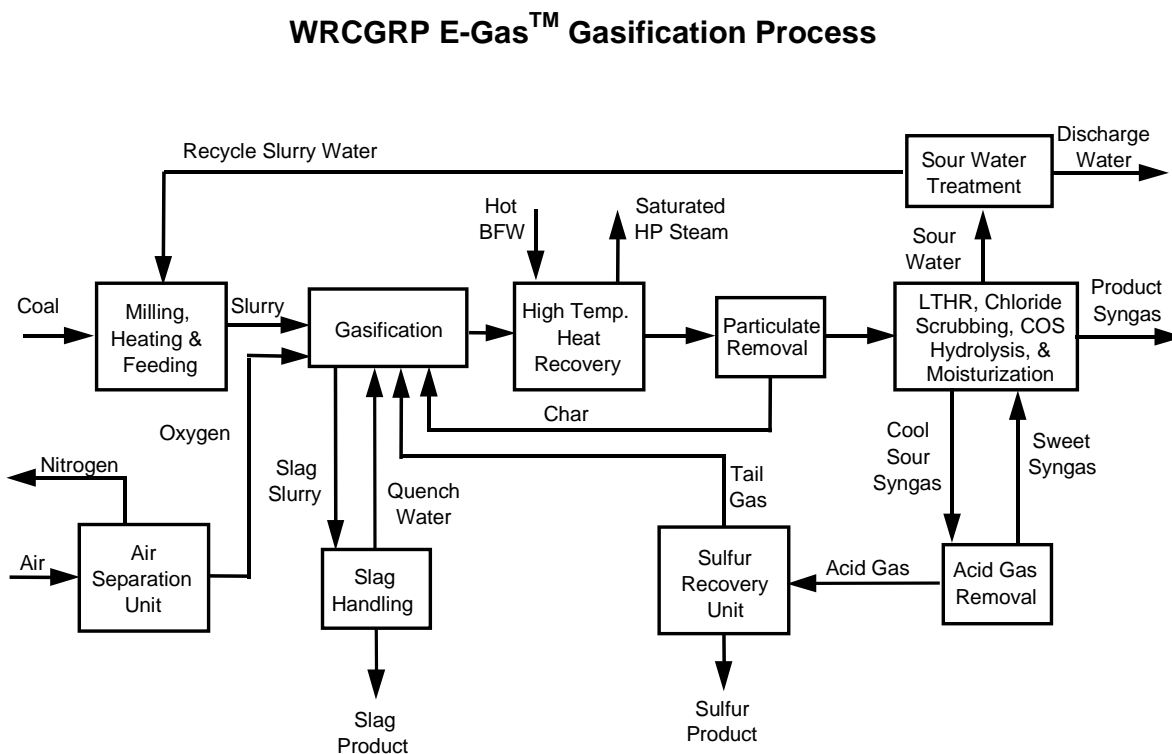 WRCGRP E-Gas™ Gasification Process
Recycle Slurry Water
Sour Water
Treatment
Discharge
Water
Hot
BFW
Saturated
HP Steam
Sour
Water
Coal
Milling,
Heating &
Feeding
Slurry
Gasification
High Temp.
Heat
Recovery
Particulate
Removal
LTHR, Chloride
Scrubbing, COS
Hydrolysis, &
Moisturization
Product
Syngas
Oxygen
Char
Nitrogen
Slag
Slurry
Quench
Water
Tail
Gas
Cool
Sour
Syngas
Sweet
Syngas
Air
Air
Separation
Unit
Slag
Handling
Sulfur
Recovery
Unit
Acid Gas
Acid Gas
Removal
Slag
Product
Sulfur
Product